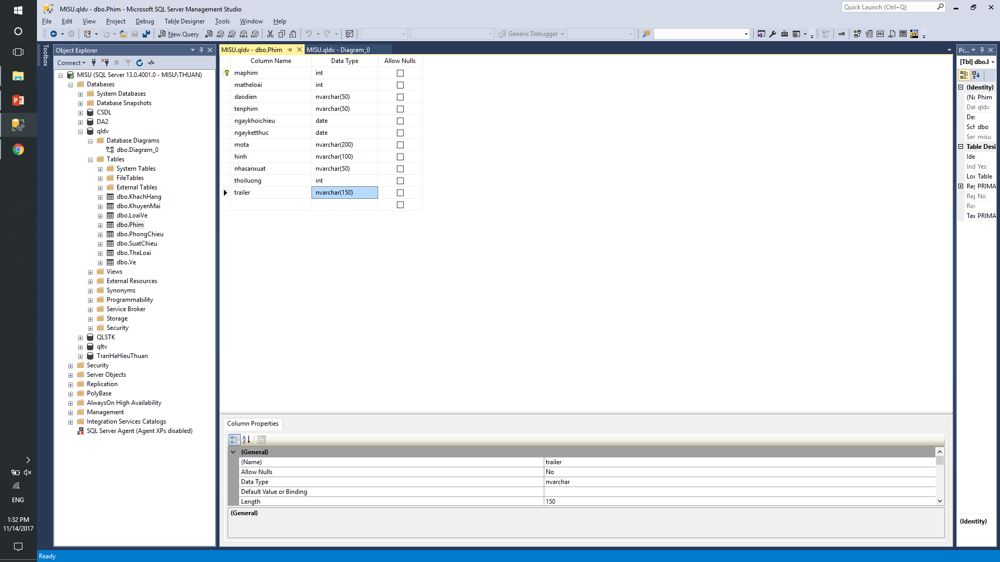 MISU.qldv - dbo.Phim - Microsoft SQL Server Management Studio
Quick Launch (Ctrl+Q)
File Edit View Project Debug Table Designer Tools Window Help
New Query
Generic Debugger
Toolbox
Object Explorer
Connect
MISU (SQL Server 13.0.4001.0 - MISU\THUAN)
Databases
System Databases
Database Snapshots
CSDL
DA2
qldv
Database Diagrams
dbo.Diagram_0
Tables
System Tables
FileTables
External Tables
dbo.KhachHang
dbo.KhuyenMai
dbo.LoaiVe
dbo.Phim
dbo.PhongChieu
dbo.SuatChieu
dbo.TheLoai
dbo.Ve
Views
External Resources
Synonyms
Programmability
Service Broker
Storage
Security
QLSTK
qltv
TranHaHieuThuan
Security
Server Objects
Replication
PolyBase
AlwaysOn High Availability
Management
Integration Services Catalogs
SQL Server Agent (Agent XPs disabled)
MISU.qldv - dbo.Phim MISU.qldv - Diagram_0
Column Name Data Type Allow Nulls
maphim int
matheloai int
daodien nvarchar(50)
tenphim nvarchar(50)
ngaykhoichieu date
ngayketthuc date
mota nvarchar(200)
hinh nvarchar(100)
nhasanxuat nvarchar(50)
thoiluong int
trailer nvarchar(150)
Column Properties
(General)
(Name) trailer
Allow Nulls No
Data Type nvarchar
Default Value or Binding
Length 150
(General)
Pr...
[Tbl] dbo.l
(Identity)
(Na Phim
Dat qldv
Des
Sch dbo
Ser misu
Table Desi
Ide
Ind Yes
Loc Table
Reg PRIMA
Rep No
Rov
Tex PRIMA
(Identity)
ENG
1:32 PM
11/14/2017
Ready